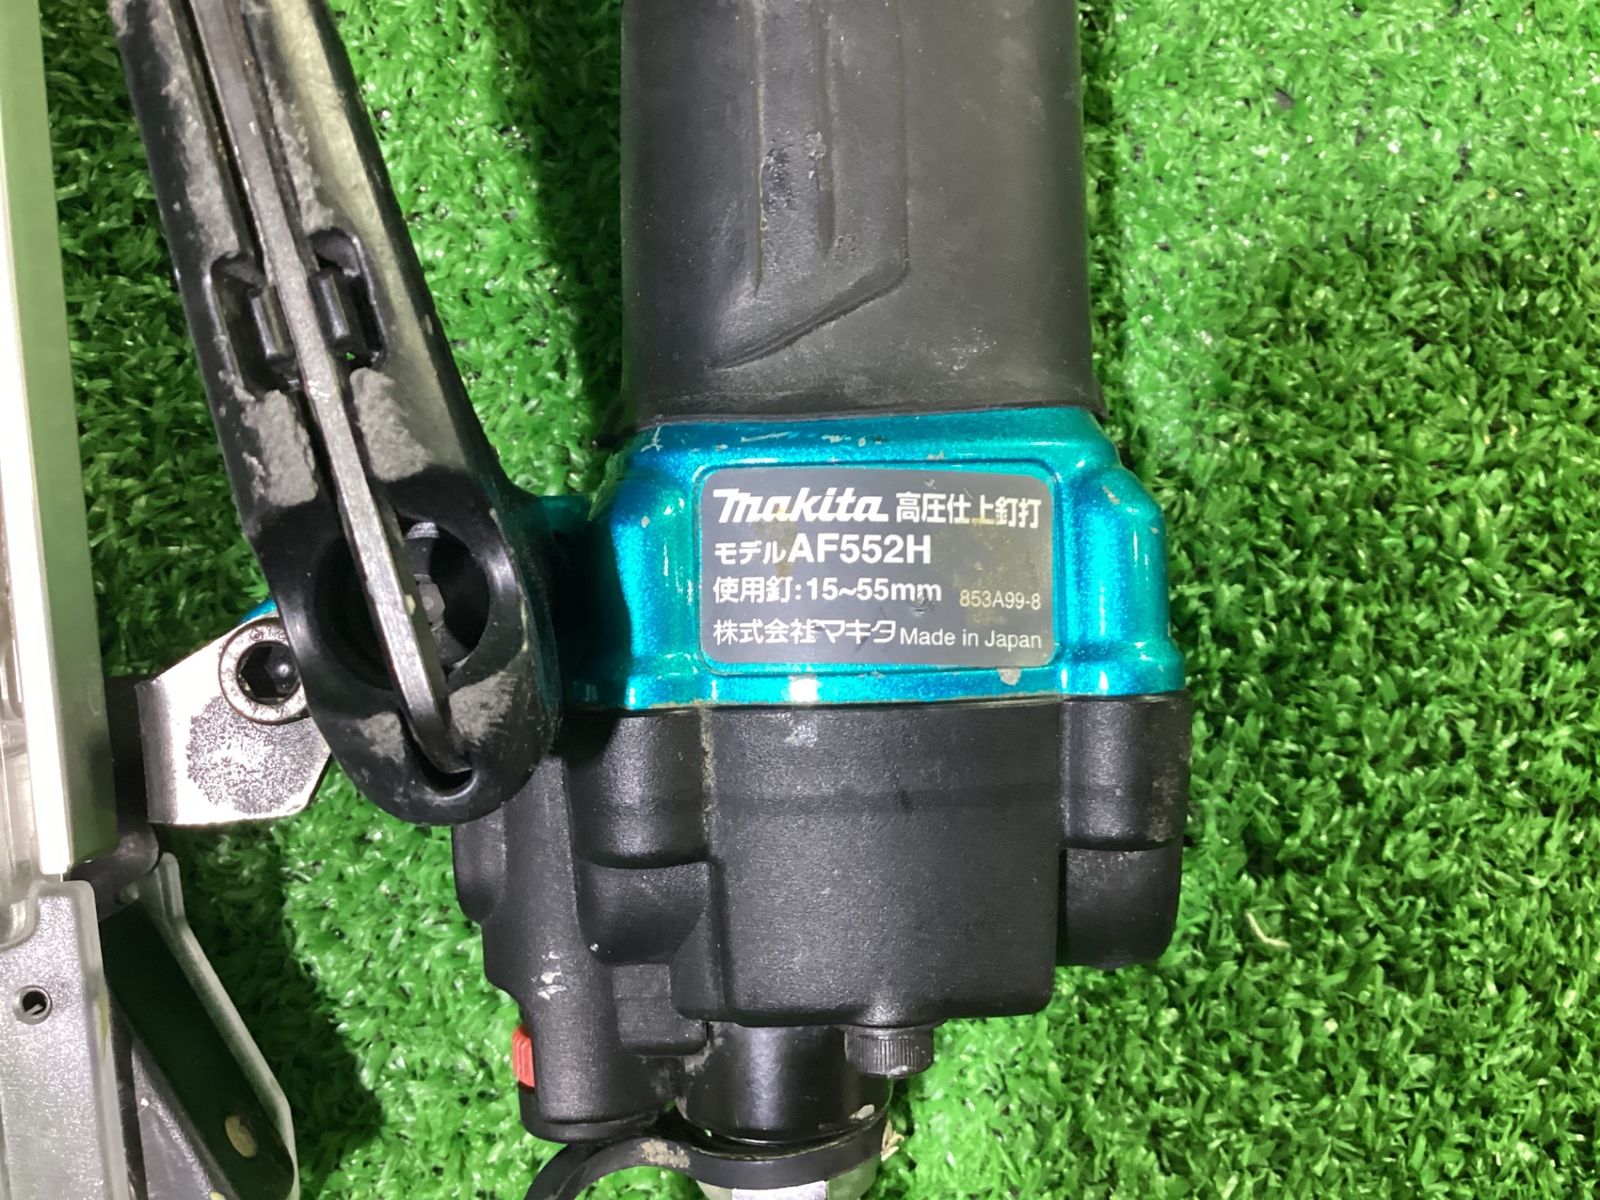 makita 高圧仕上釘打
モデルAF552H
使用釘:15~55mm 853A99-8
株式会社マキタ Made in Japan